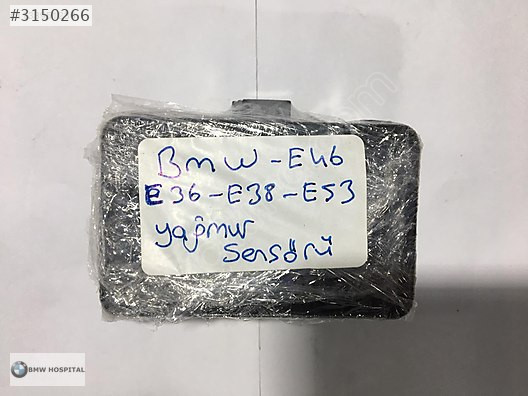 #3150266
BMW-E46
E36-E38-E53
yağmur
Sensörü
BMW HOSPITAL